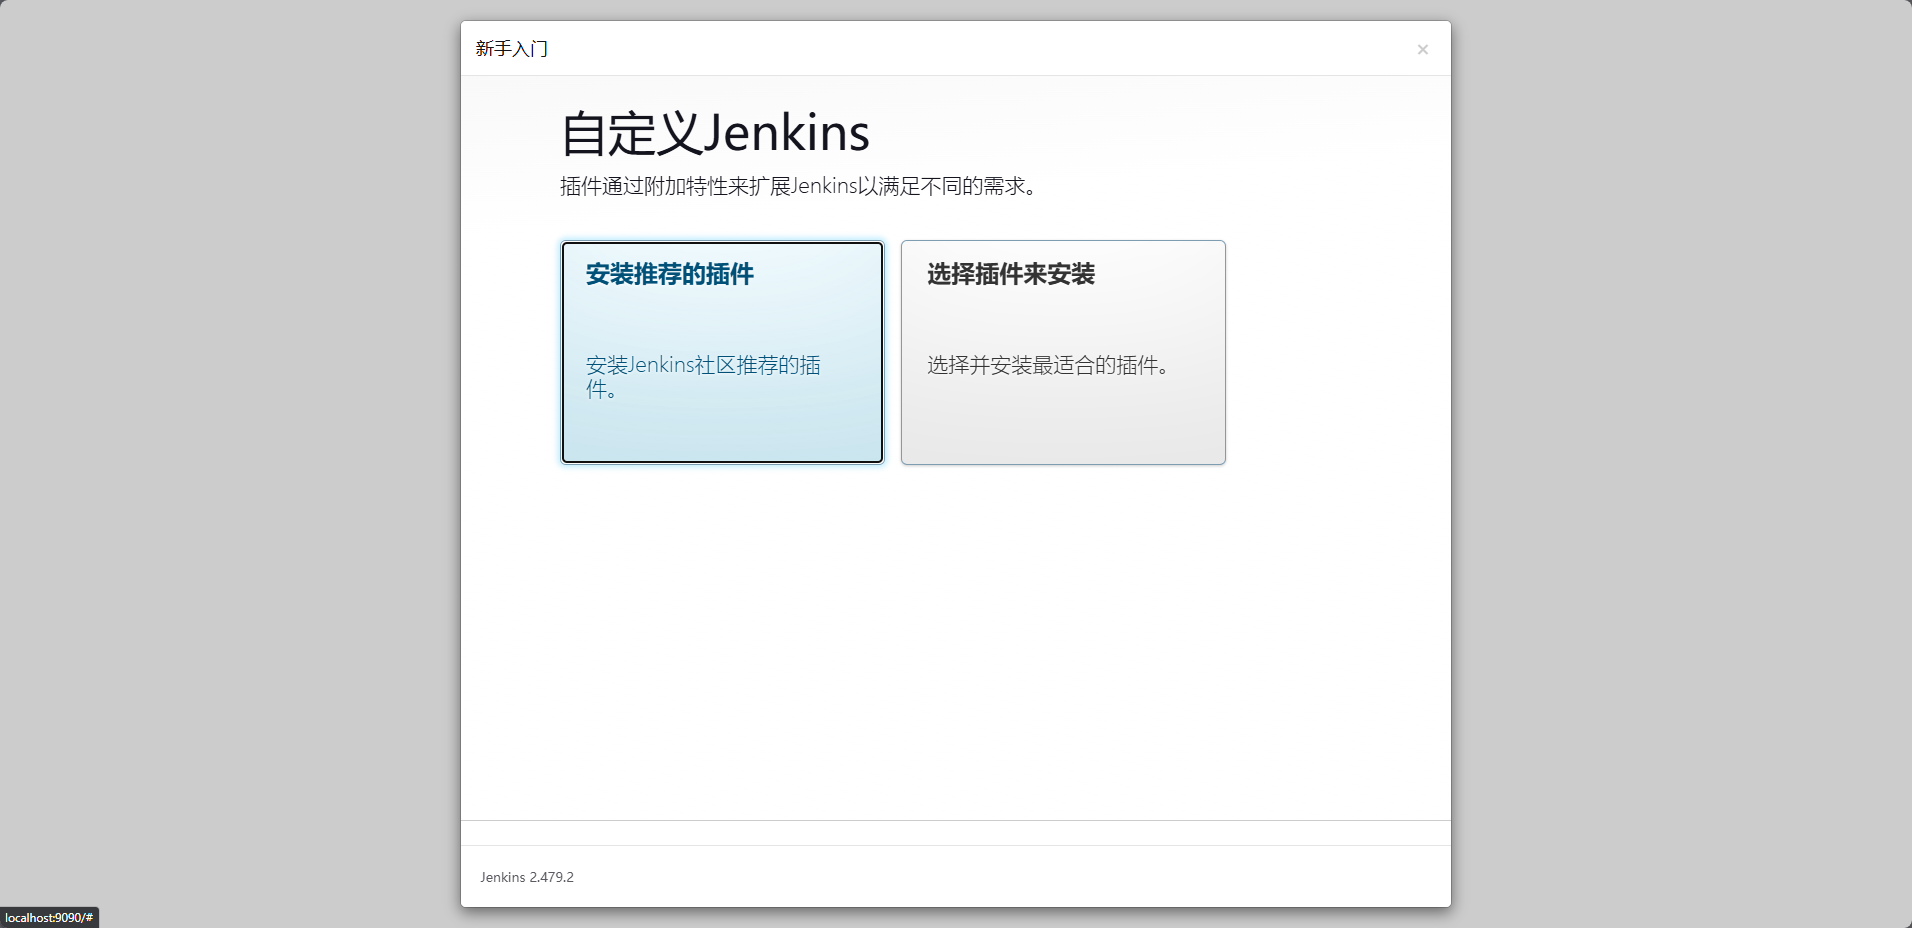 新手入门
×
自定义Jenkins
插件通过附加特性来扩展Jenkins以满足不同的需求。
安装推荐的插件
安装Jenkins社区推荐的插
件。
选择插件来安装
选择并安装最适合的插件。
Jenkins 2.479.2
localhost:9090/#